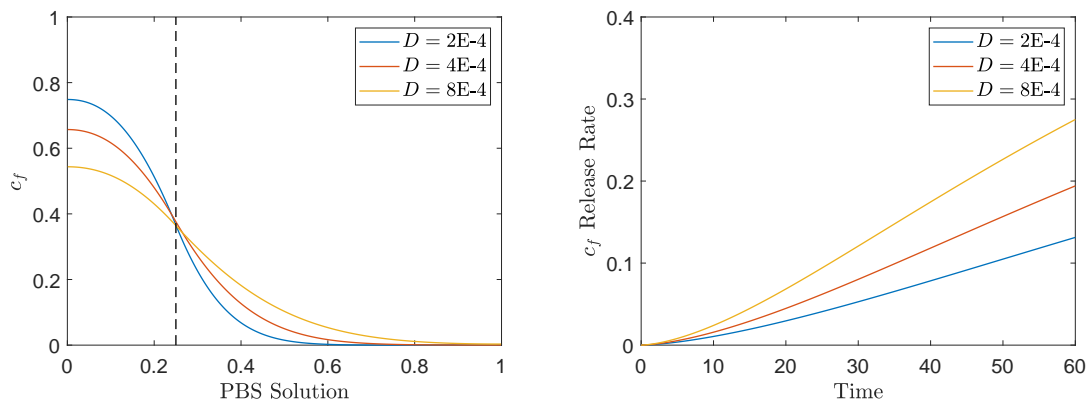 1
0.8
0.6
0.4
0.2
0
c_f
0
0.2
0.4
0.6
0.8
1
PBS Solution
D = 2E-4
D = 4E-4
D = 8E-4
0.4
0.3
0.2
0.1
0
c_f Release Rate
0
10
20
30
40
50
60
Time
D = 2E-4
D = 4E-4
D = 8E-4